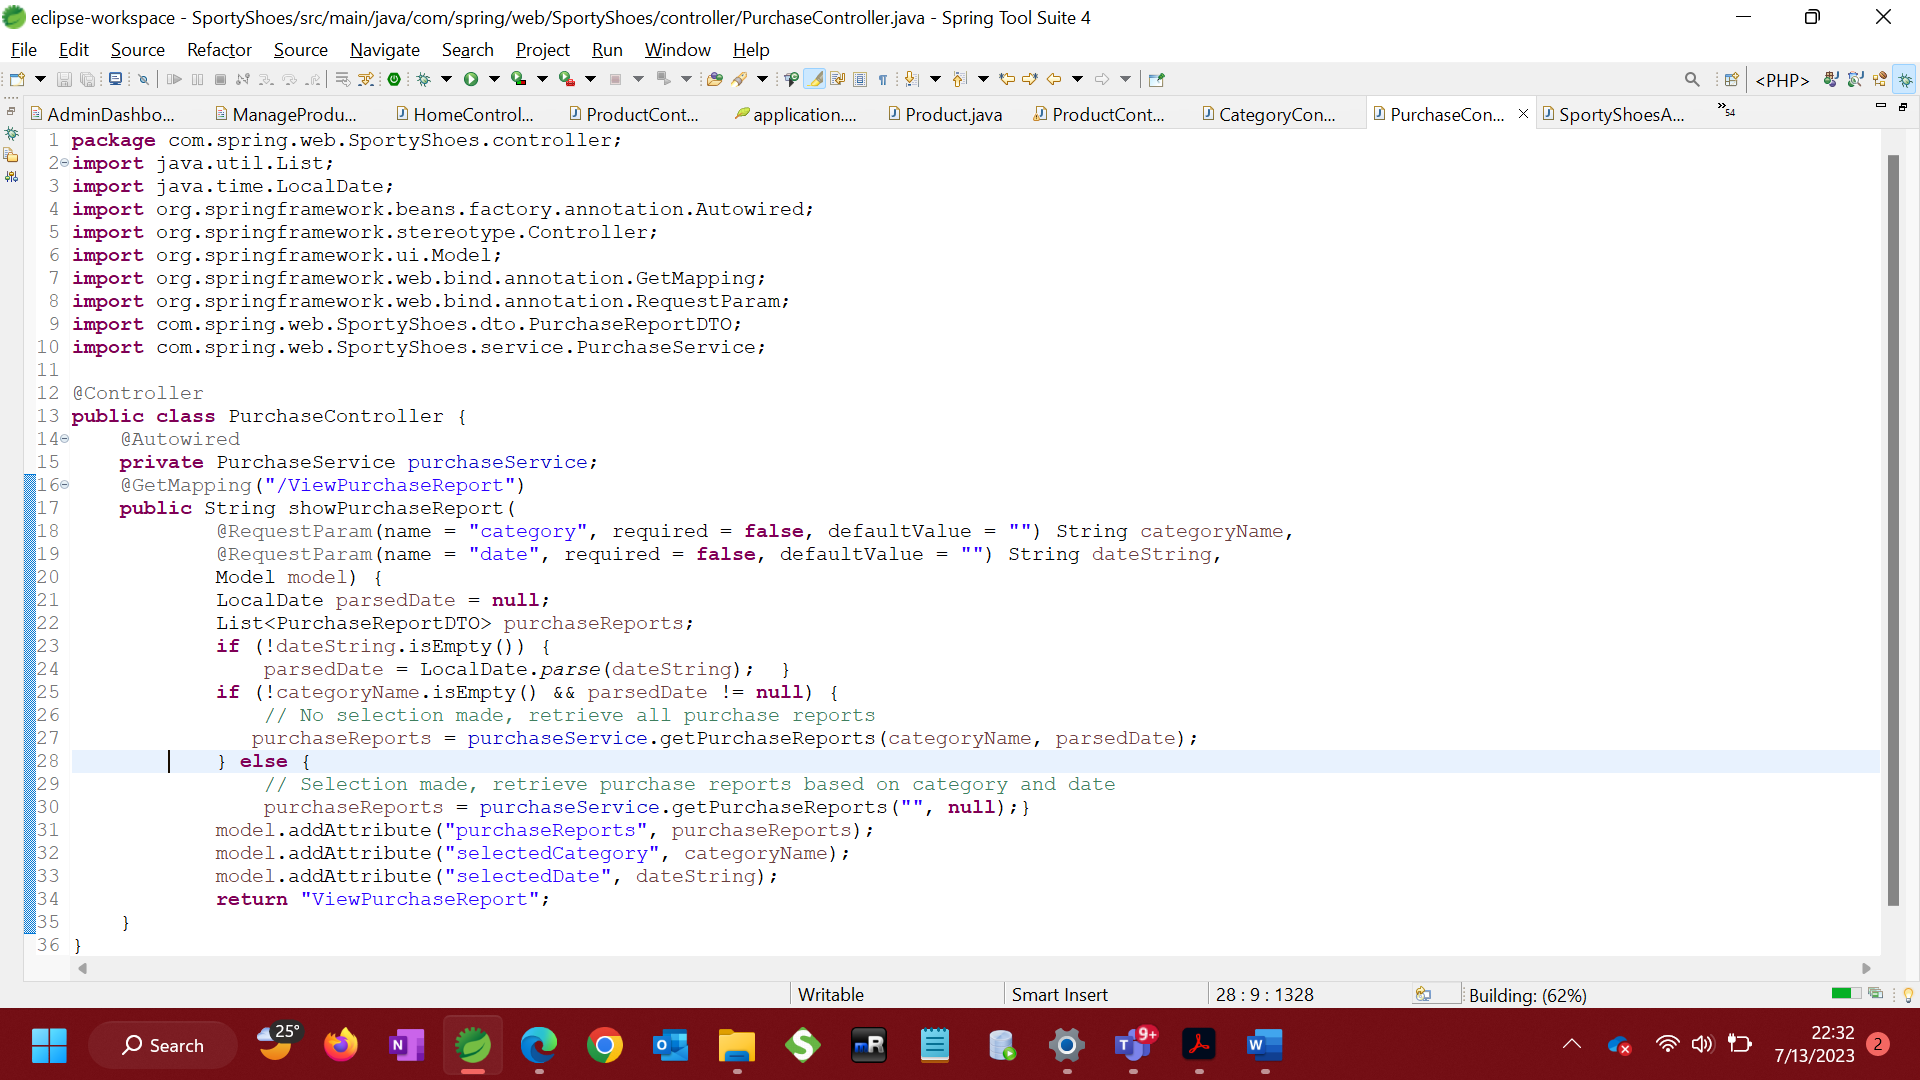 eclipse-workspace - SportyShoes/src/main/java/com/spring/web/SportyShoes/controller/PurchaseController.java - Spring Tool Suite 4
File Edit Source Refactor Source Navigate Search Project Run Window Help
<PHP>
AdminDashbo... ManageProdu... HomeControl... ProductCont... application.... Product.java ProductCont... CategoryCon... PurchaseCon... SportyShoesA... »54
1 package com.spring.web.SportyShoes.controller;
2 import java.util.List;
3 import java.time.LocalDate;
4 import org.springframework.beans.factory.annotation.Autowired;
5 import org.springframework.stereotype.Controller;
6 import org.springframework.ui.Model;
7 import org.springframework.web.bind.annotation.GetMapping;
8 import org.springframework.web.bind.annotation.RequestParam;
9 import com.spring.web.SportyShoes.dto.PurchaseReportDTO;
10 import com.spring.web.SportyShoes.service.PurchaseService;
11
12 @Controller
13 public class PurchaseController {
14 @Autowired
15 private PurchaseService purchaseService;
16 @GetMapping("/ViewPurchaseReport")
17 public String showPurchaseReport(
18 @RequestParam(name = "category", required = false, defaultValue = "") String categoryName,
19 @RequestParam(name = "date", required = false, defaultValue = "") String dateString,
20 Model model) {
21 LocalDate parsedDate = null;
22 List<PurchaseReportDTO> purchaseReports;
23 if (!dateString.isEmpty()) {
24 parsedDate = LocalDate.parse(dateString); }
25 if (!categoryName.isEmpty() && parsedDate != null) {
26 // No selection made, retrieve all purchase reports
27 purchaseReports = purchaseService.getPurchaseReports(categoryName, parsedDate);
28 } else {
29 // Selection made, retrieve purchase reports based on category and date
30 purchaseReports = purchaseService.getPurchaseReports("", null);}
31 model.addAttribute("purchaseReports", purchaseReports);
32 model.addAttribute("selectedCategory", categoryName);
33 model.addAttribute("selectedDate", dateString);
34 return "ViewPurchaseReport";
35 }
36 }
Writable Smart Insert 28 : 9 : 1328 Building: (62%)
25° Search 9+ 22:32
7/13/2023 2